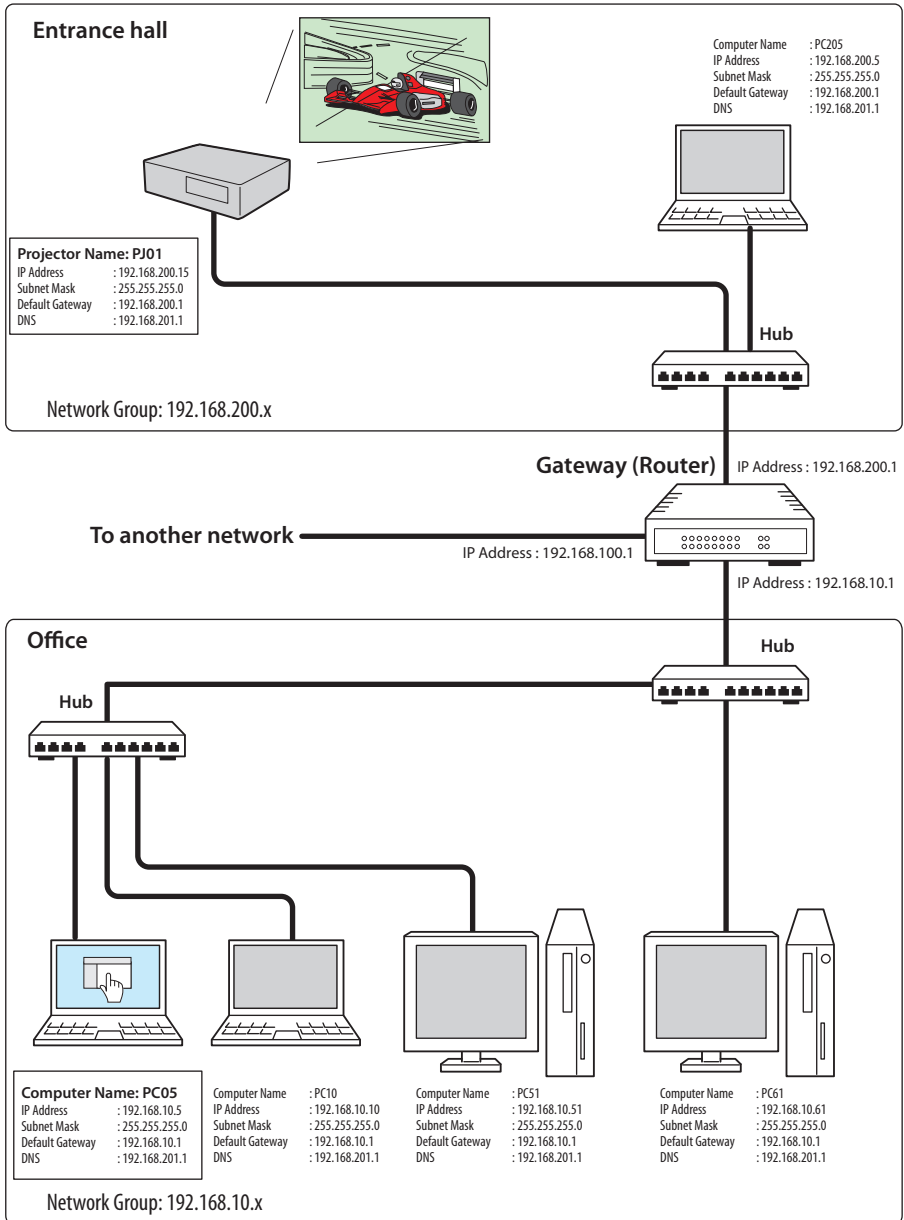 Entrance hall
Computer Name : PC205
IP Address : 192.168.200.5
Subnet Mask : 255.255.255.0
Default Gateway : 192.168.200.1
DNS : 192.168.201.1
Projector Name: PJ01
IP Address : 192.168.200.15
Subnet Mask : 255.255.255.0
Default Gateway : 192.168.200.1
DNS : 192.168.201.1
Hub
Network Group: 192.168.200.x
Gateway (Router)
IP Address : 192.168.200.1
To another network
IP Address : 192.168.100.1
IP Address : 192.168.10.1
Office
Hub
Hub
Computer Name: PC05
IP Address : 192.168.10.5
Subnet Mask : 255.255.255.0
Default Gateway : 192.168.10.1
DNS : 192.168.201.1
Computer Name : PC10
IP Address : 192.168.10.10
Subnet Mask : 255.255.255.0
Default Gateway : 192.168.10.1
DNS : 192.168.201.1
Computer Name : PC51
IP Address : 192.168.10.51
Subnet Mask : 255.255.255.0
Default Gateway : 192.168.10.1
DNS : 192.168.201.1
Computer Name : PC61
IP Address : 192.168.10.61
Subnet Mask : 255.255.255.0
Default Gateway : 192.168.10.1
DNS : 192.168.201.1
Network Group: 192.168.10.x